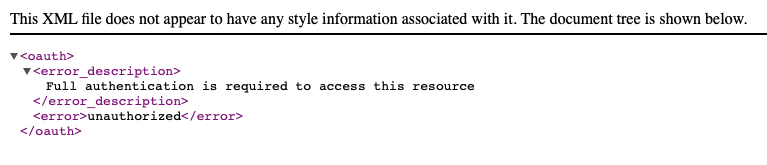 This XML file does not appear to have any style information associated with it. The document tree is shown below.
▼<oauth>
▼<error_description>
Full authentication is required to access this resource
</error_description>
<error>unauthorized</error>
</oauth>